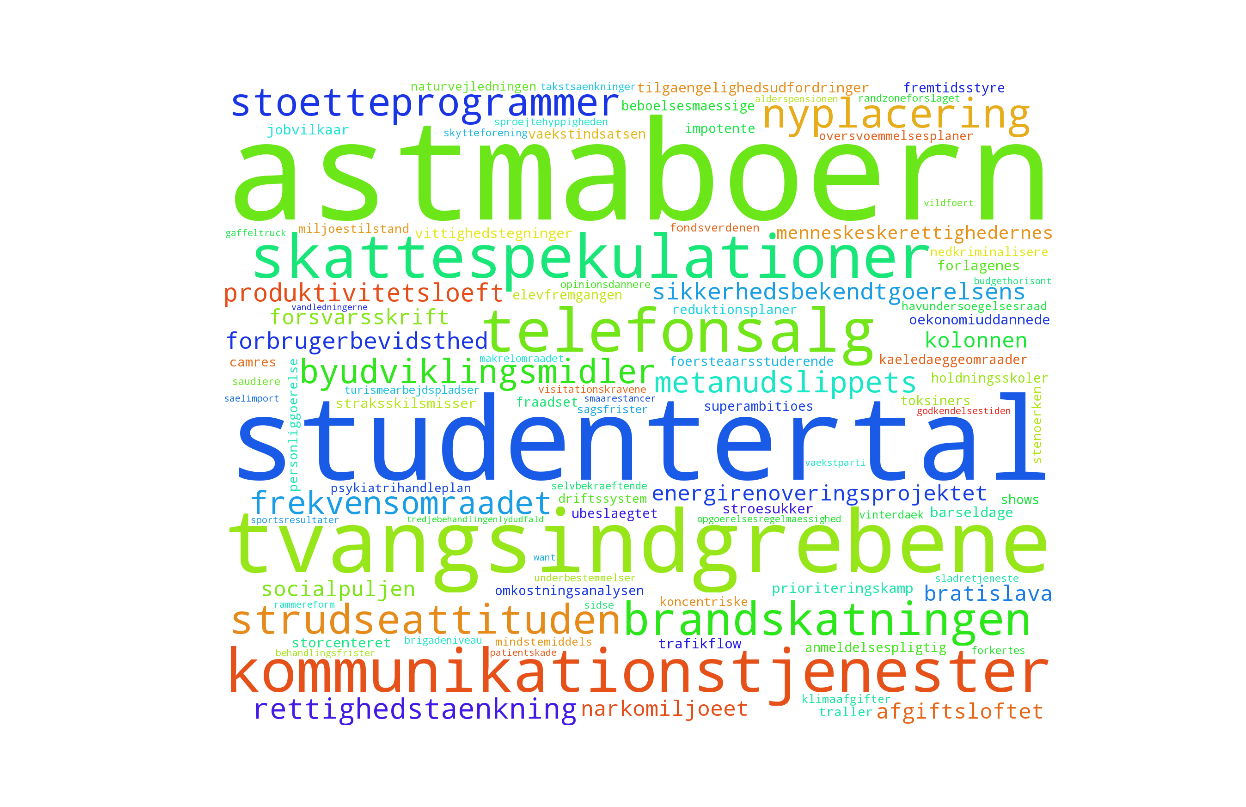 naturvejledningen takstsaenkninger tilgaengelighedsudfordringer fremtidsstyre
stoetteprogrammer beboelsesmaessige alderspensionen nyplacering randzoneforslaget
jobvilkaar sproejtehyppigheden skytteforening vaekstindsatsen impotente oversvoemmelsesplaner
astmaboern
vildfoert
gaffeltruck miljoestilstand vittighedstegninger fondsverdenen menneskeskerettighedernes
skattespekulationer nedkriminalisere
forlagenes
produktivitetsloeft elevfremgangen opinionsdannere sikkerhedsbekendtgoerelsens budgethorisont
vandledningerne forsvarsskrift telefonsalg reduktionsplaner havundersoegelsesraad
oekonomiuddannede
forbrugerbevidsthed kolonnen
camres byudviklingsmidler makrelomraadet foersteaarsstuderende kaeledaeggeomraader
saudiere personliggoerelse turismearbejdspladser visitationskravene metanudslippets holdningsskoler
saelimport straksskilsmisser fraadset smaarestancer sagsfrister superambitioes toksiners godkendelsestiden stenoerken
studentertal
vaekstparti
psykiatrihandleplan selvbekraeftende energirenoveringsprojektet shows
frekvensomraadet driftssystem stroesukker
sportsresultater tredjebehandlingenlydudfald ubeslaegtet opgoerelsesregelmaessighed vinterdaek barseldage
tvangsindgrebene
want
socialpuljen underbestemmelser omkostningsanalysen prioriteringskamp sladretjeneste bratislava
rammereform strudseattituden sidse koncentriske brandskatningen
storcenteret brigadeniveau mindstemiddels trafikflow anmeldelsespligtig forkertes
behandlingsfrister patientskade
kommunikationstjenester
rettighedstaenkning narkomiljoeet klimaafgifter traller afgiftsloftet